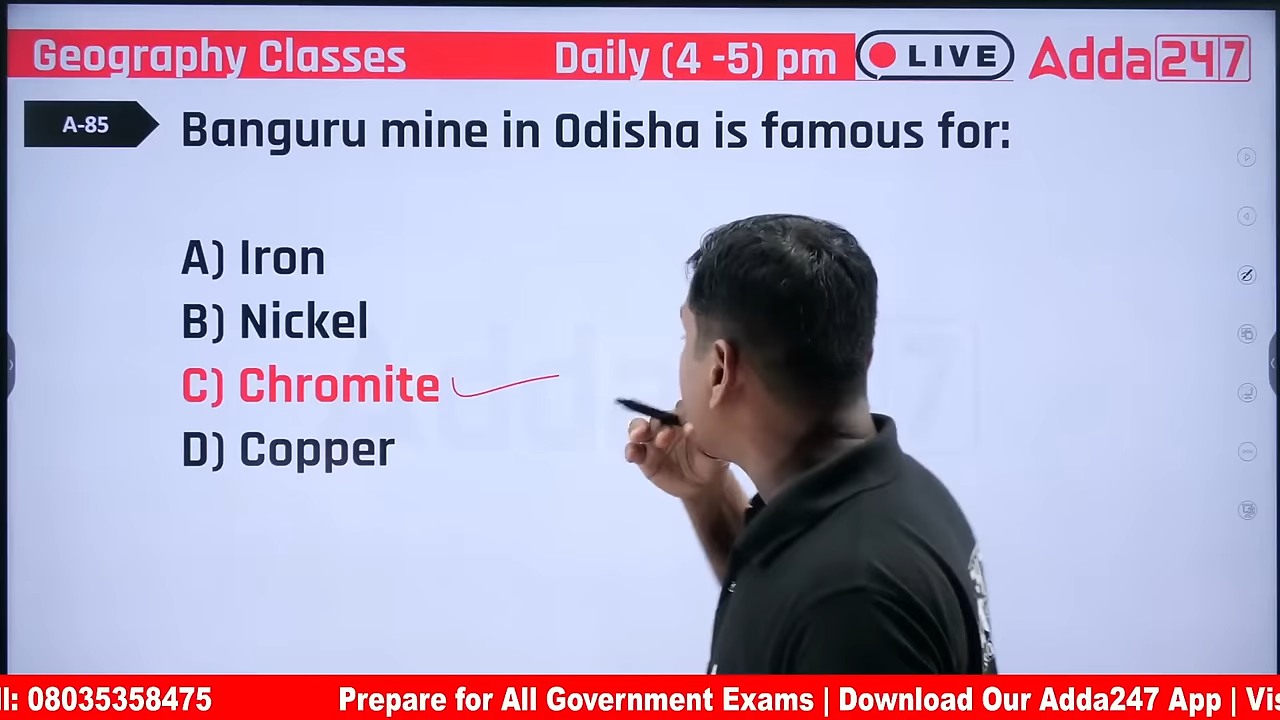 Geography Classes Daily (4 -5) pm LIVE Adda247
A-85 Banguru mine in Odisha is famous for:
A) Iron
B) Nickel
C) Chromite
D) Copper
ll: 08035358475 Prepare for All Government Exams | Download Our Adda247 App | Vis